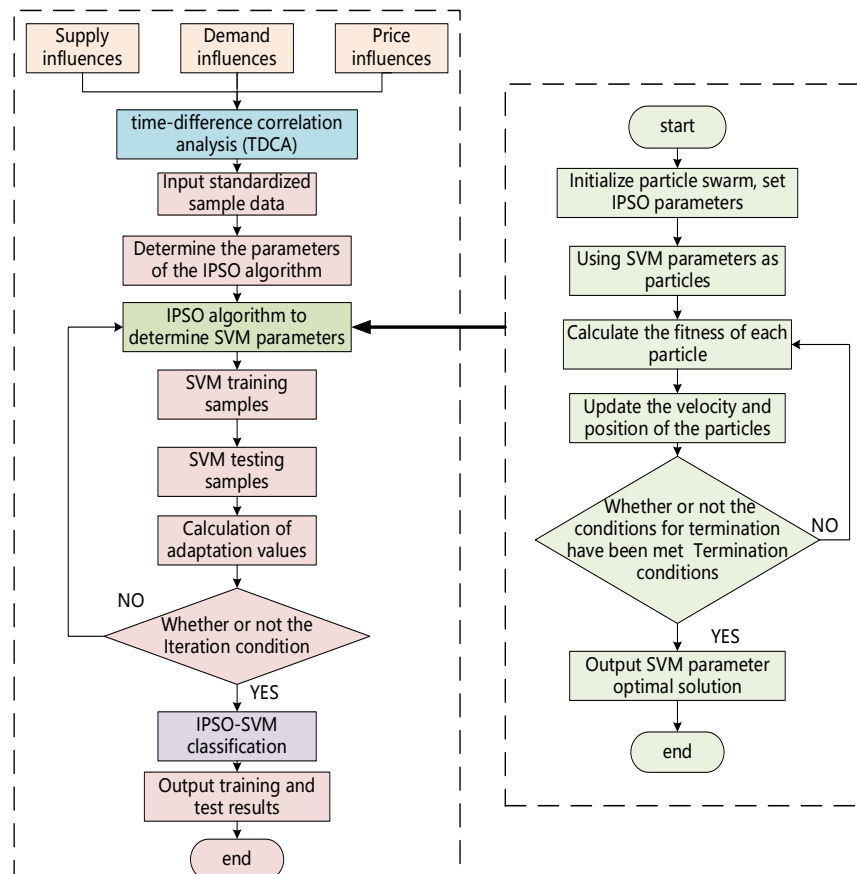 Supply
influences
Demand
influences
Price
influences
time-difference correlation
analysis (TDCA)
Input standardized
sample data
Determine the parameters
of the IPSO algorithm
IPSO algorithm to
determine SVM parameters
SVM training
samples
SVM testing
samples
Calculation of
adaptation values
NO
Whether or not the
Iteration condition
YES
IPSO-SVM
classification
Output training and
test results
end
start
Initialize particle swarm, set
IPSO parameters
Using SVM parameters as
particles
Calculate the fitness of each
particle
Update the velocity and
position of the particles
Whether or not the
conditions for termination
have been met Termination
conditions
NO
YES
Output SVM parameter
optimal solution
end